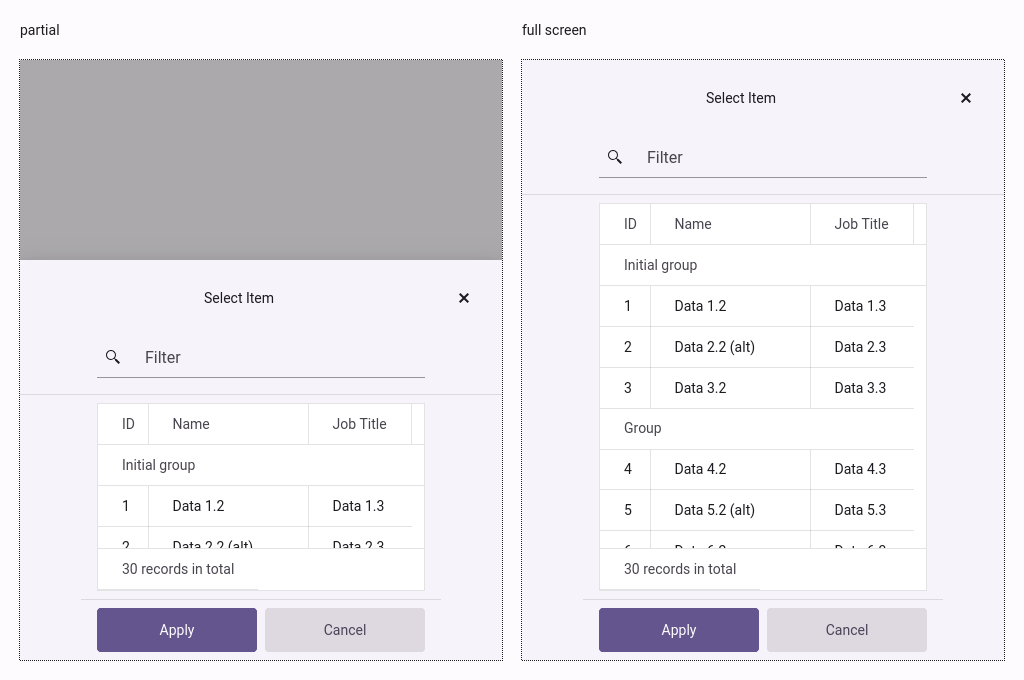 partial
Select Item
Filter
ID Name Job Title
Initial group
1 Data 1.2 Data 1.3
2 Data 2.2 (alt) Data 2.3
30 records in total
Apply Cancel
full screen
Select Item
Filter
ID Name Job Title
Initial group
1 Data 1.2 Data 1.3
2 Data 2.2 (alt) Data 2.3
3 Data 3.2 Data 3.3
Group
4 Data 4.2 Data 4.3
5 Data 5.2 (alt) Data 5.3
30 records in total
Apply Cancel